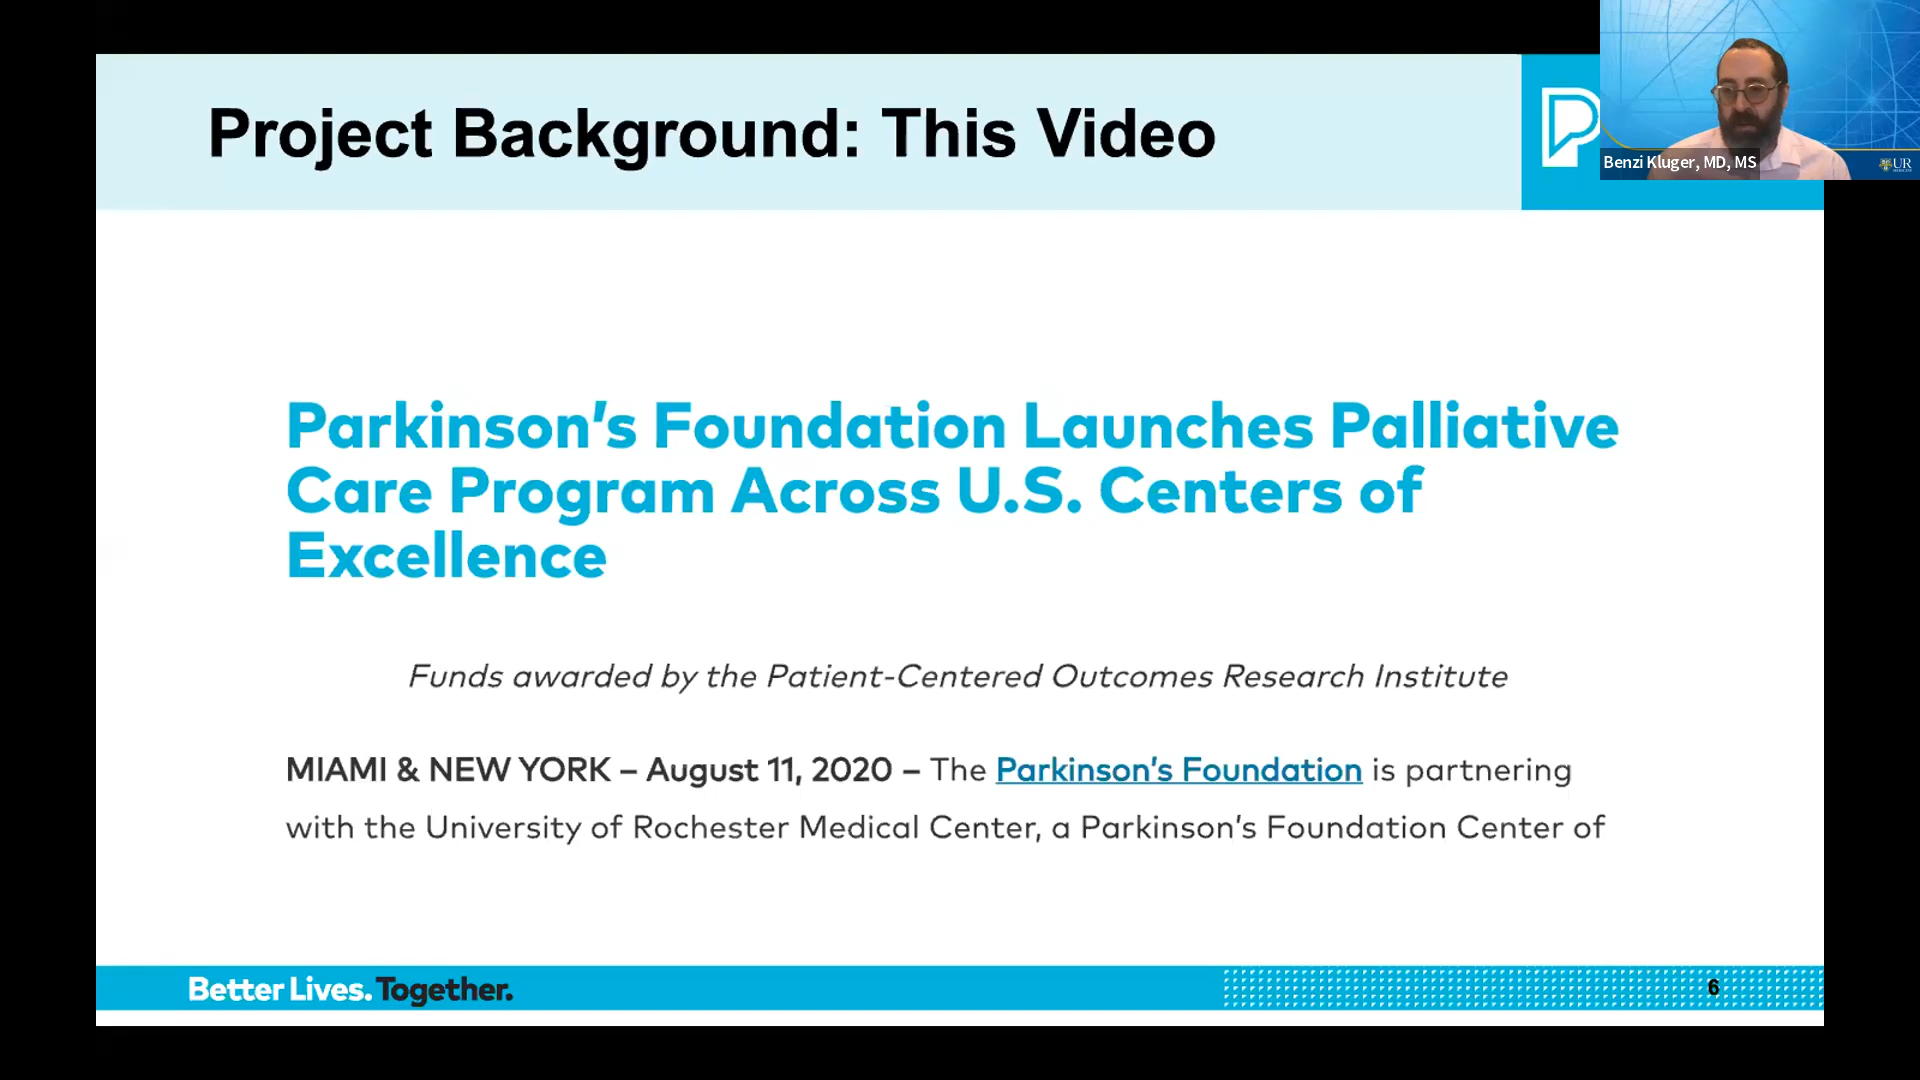 Project Background: This Video
P
Benzi Kluger, MD, MS
UR
Parkinson’s Foundation Launches Palliative
Care Program Across U.S. Centers of
Excellence
Funds awarded by the Patient-Centered Outcomes Research Institute
MIAMI & NEW YORK – August 11, 2020 – The Parkinson’s Foundation is partnering
with the University of Rochester Medical Center, a Parkinson’s Foundation Center of
Better Lives. Together.
6